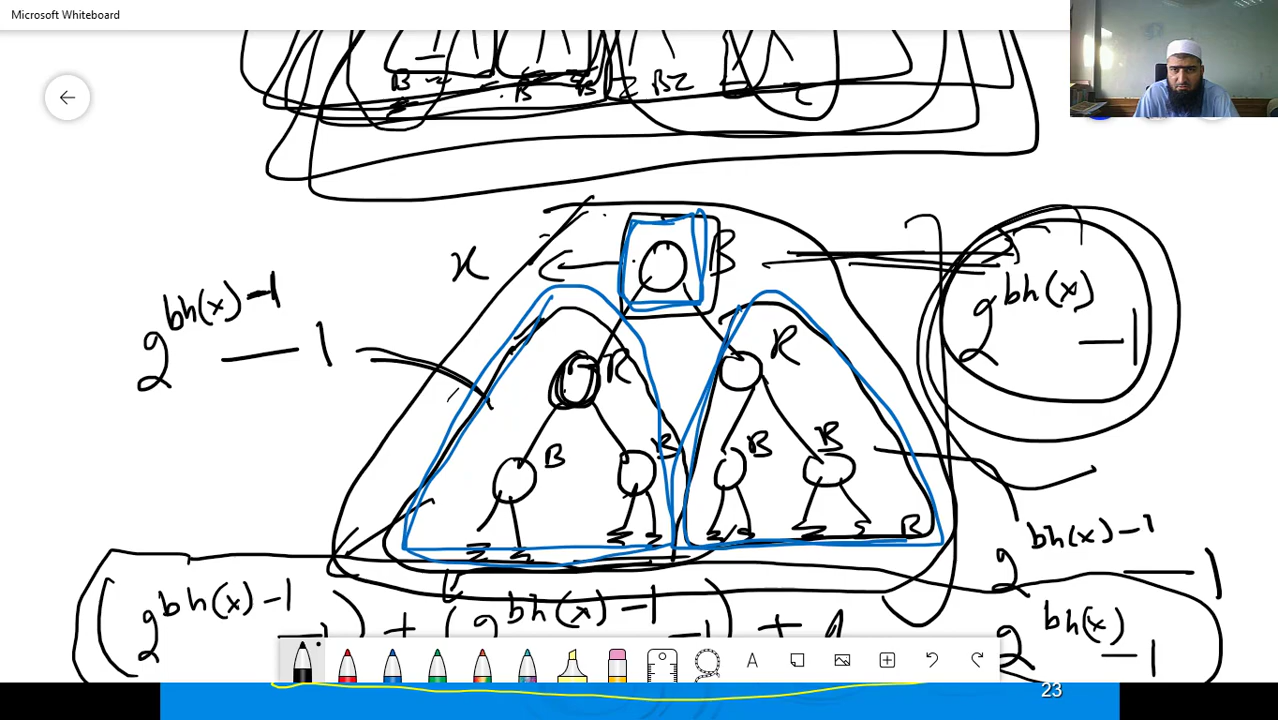 Microsoft Whiteboard
B B B Z
x B 2^bh(x) - 1
2^bh(x)-1 - 1
R R
B B B B
B
2^bh(x)-1 - 1
(2^bh(x)-1 - 1) + (2^bh(x)-1 - 1) + 1 2^bh(x) - 1
A
23